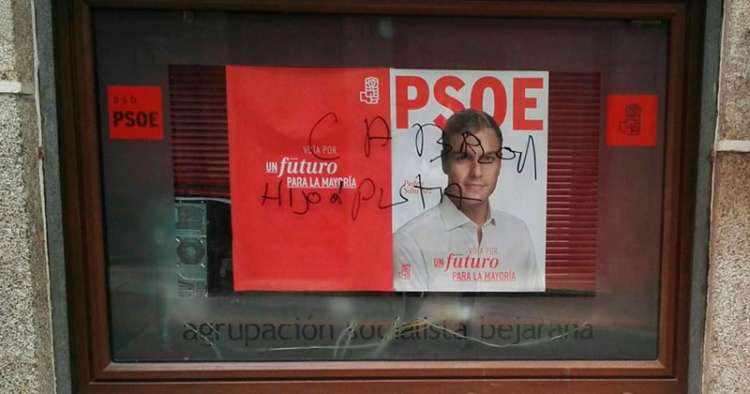 PSOE
psb
PSOE
VOTA POR
UN futuro
PARA LA MAYORÍA
CABRON
HIJO d PUTA
VOTA POR
UN futuro
PARA LA MAYORÍA
agrupación socialista bejarana